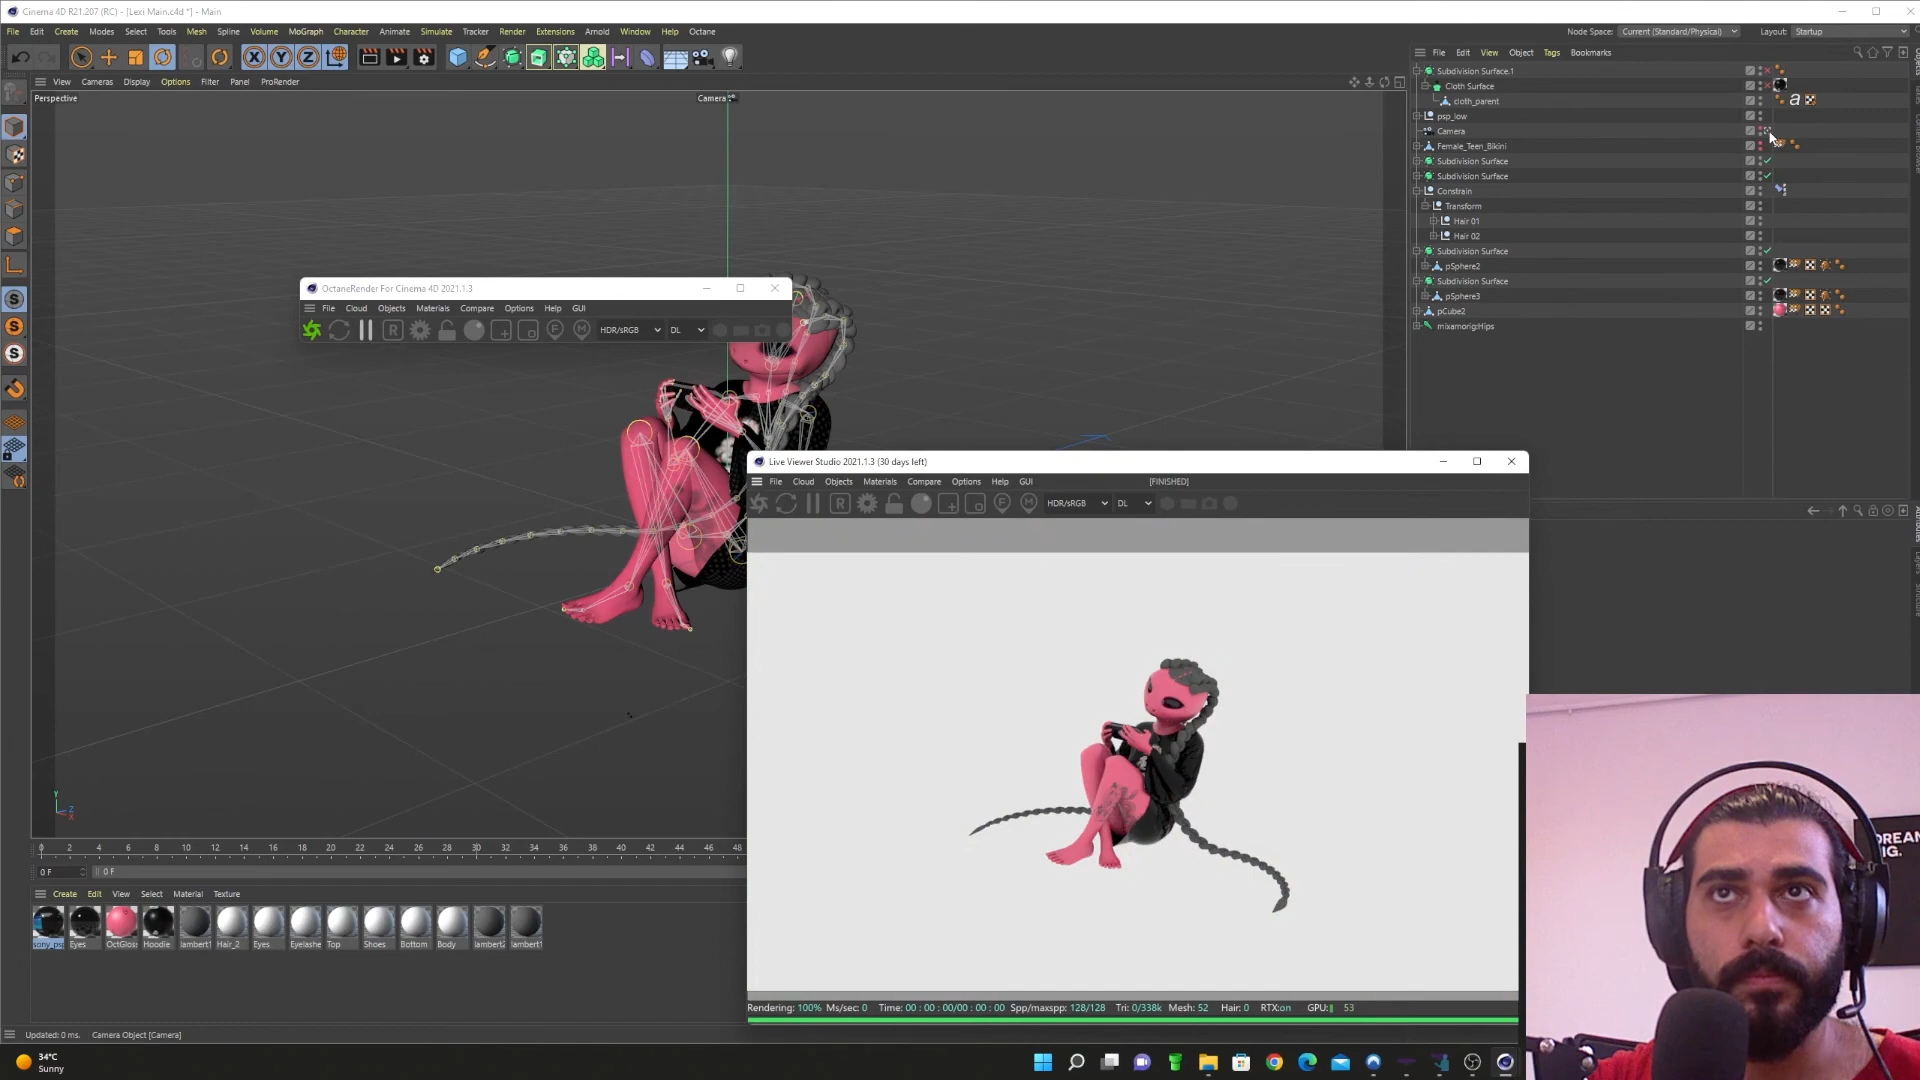 Cinema 4D R21.207 (RC) - [Lexi Main.c4d *] - Main
File Edit Create Modes Select Tools Mesh Spline Volume MoGraph Character Animate Simulate Tracker Render Extensions Arnold Window Help Octane
Node Space: Current (Standard/Physical) Layout: Startup
File Edit View Object Tags Bookmarks
View Cameras Display Options Filter Panel ProRender
Perspective
Camera
Subdivision Surface.1
Cloth Surface
cloth_parent
a
psp_low
Camera
Female_Teen_Bikini
Subdivision Surface
Subdivision Surface
Constrain
Transform
Hair 01
Hair 02
Subdivision Surface
pSphere2
Subdivision Surface
pSphere3
pCube2
mixamorig:Hips
OctaneRender For Cinema 4D 2021.1.3
File Cloud Objects Materials Compare Options Help GUI
HDR/sRGB DL
Live Viewer Studio 2021.1.3 (30 days left)
File Cloud Objects Materials Compare Options Help GUI [FINISHED]
HDR/sRGB DL
Y
Z
X
0 2 4 6 8 10 12 14 16 18 20 22 24 26 28 30 32 34 36 38 40 42 44 46 48
0 F 0 F
Create Edit View Select Material Texture
sony_psp Eyes OctGloss Hoodie lambert1 Hair_2 Eyes Eyelashe Top Shoes Bottom Body lambert2 lambert1
Rendering: 100% Ms/sec: 0 Time: 00 : 00 : 00/00 : 00 : 00 Spp/maxspp: 128/128 Tri: 0/338k Mesh: 52 Hair: 0 RTX:on GPU: 53
Updated: 0 ms. Camera Object [Camera]
DREAM
IG.
34°C
Sunny